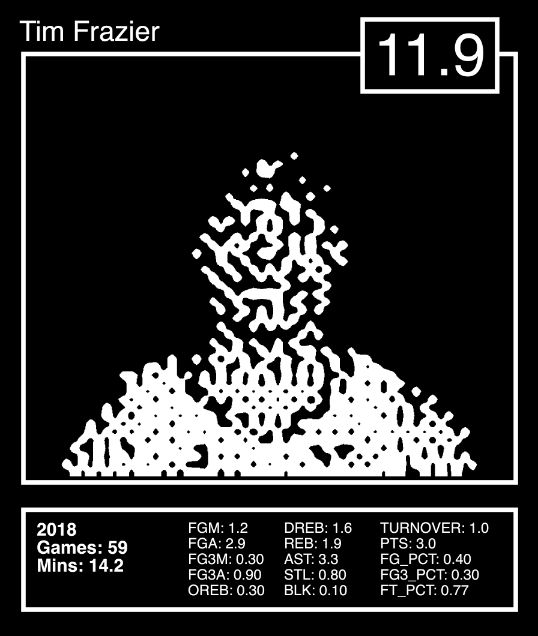 Tim Frazier
11.9
2018
Games: 59
Mins: 14.2
FGM: 1.2
FGA: 2.9
FG3M: 0.30
FG3A: 0.90
OREB: 0.30
DREB: 1.6
REB: 1.9
AST: 3.3
STL: 0.80
BLK: 0.10
TURNOVER: 1.0
PTS: 3.0
FG_PCT: 0.40
FG3_PCT: 0.30
FT_PCT: 0.77